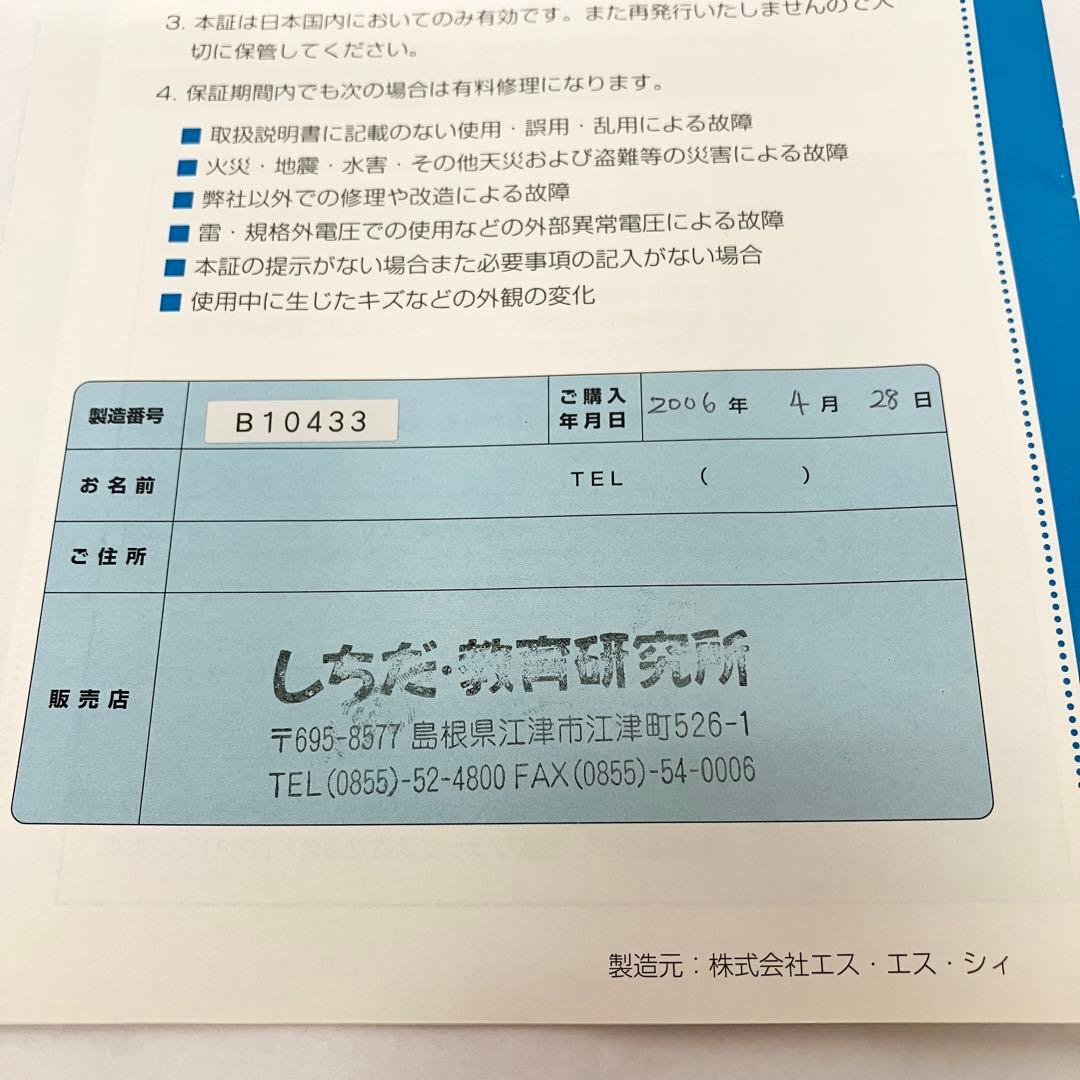 3. 本証は日本国内においてのみ有効です。また再発行いたしませんので大
切に保管してください。
4. 保証期間内でも次の場合は有料修理になります。
■ 取扱説明書に記載のない使用・誤用・乱用による故障
■ 火災・地震・水害・その他天災および盗難等の災害による故障
■ 弊社以外での修理や改造による故障
■ 雷・規格外電圧での使用などの外部異常電圧による故障
■ 本証の提示がない場合また必要事項の記入がない場合
■ 使用中に生じたキズなどの外観の変化
製造番号 B10433 ご購入年月日 2006年 4月 28日
お名前 TEL ( )
ご住所
販売店
しちだ・教育研究所
〒695-8577 島根県江津市江津町526-1
TEL(0855)-52-4800 FAX(0855)-54-0006
製造元：株式会社エス・エス・シィ